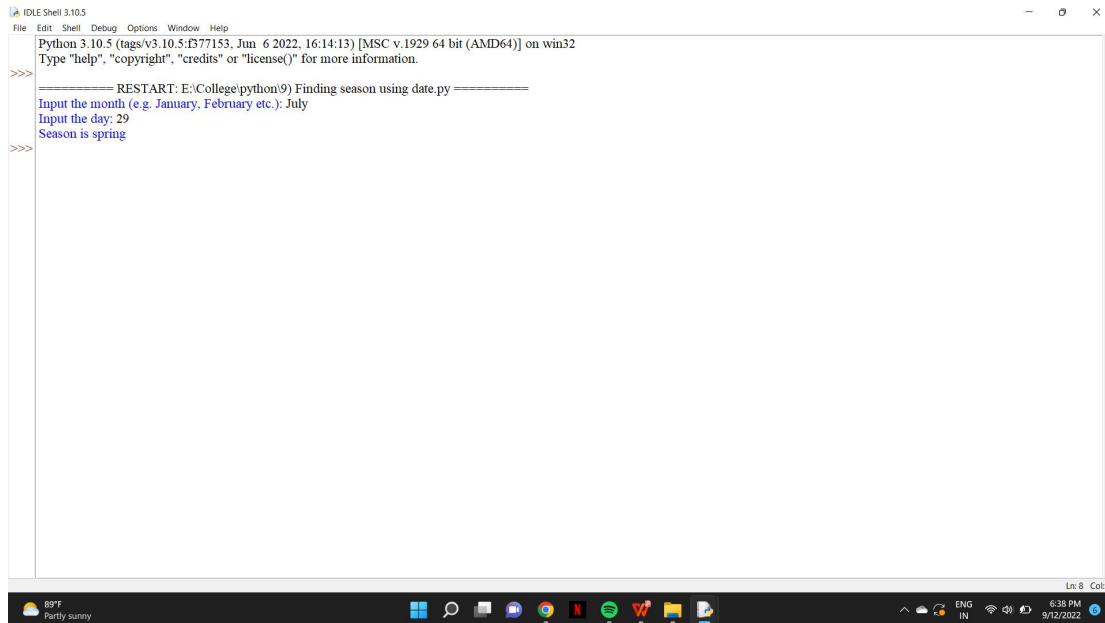 IDLE Shell 3.10.5
File Edit Shell Debug Options Window Help
Python 3.10.5 (tags/v3.10.5:f377153, Jun  6 2022, 16:14:13) [MSC v.1929 64 bit (AMD64)] on win32
Type "help", "copyright", "credits" or "license()" for more information.
>>>
========== RESTART: E:\College\python\9) Finding season using date.py ==========
Input the month (e.g. January, February etc.): July
Input the day: 29
Season is spring
>>>
Ln: 8 Col:
89°F
Partly sunny
ENG
IN
6:38 PM
9/12/2022
6